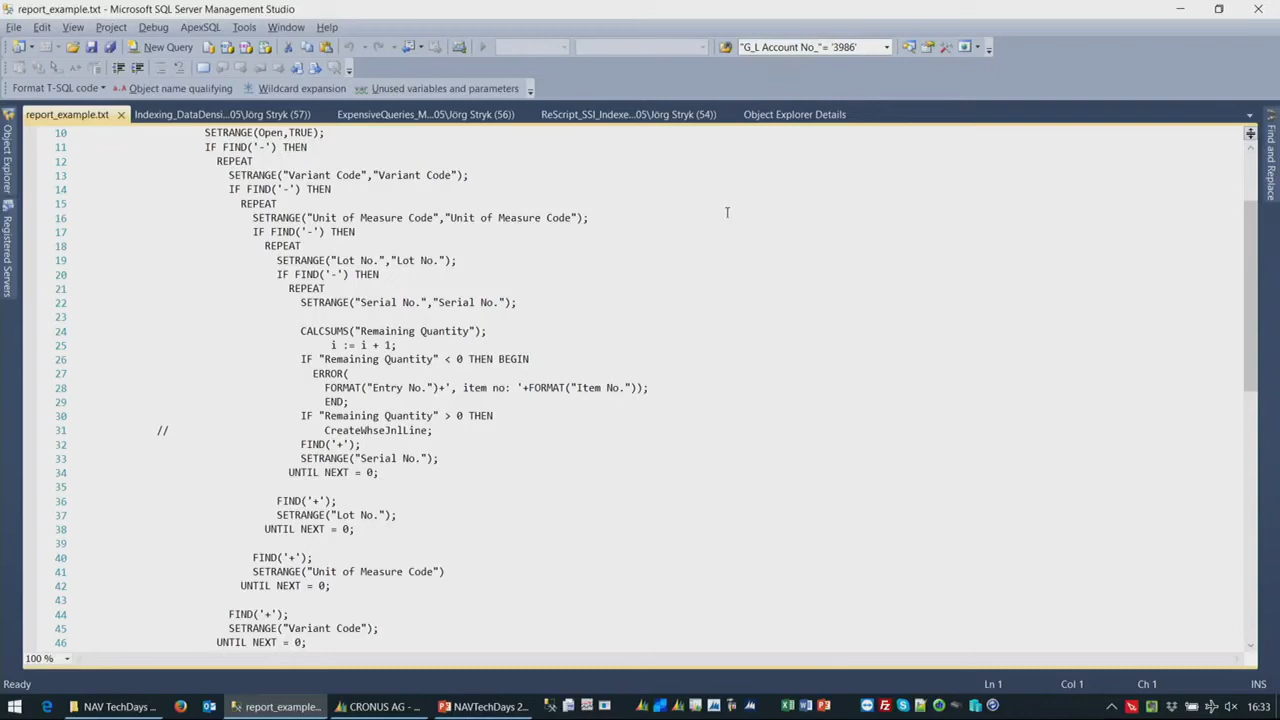 report_example.txt - Microsoft SQL Server Management Studio
File Edit View Project Debug ApexSQL Tools Window Help
New Query "G_L Account No_"= '3986'
Format T-SQL code Object name qualifying Wildcard expansion Unused variables and parameters
report_example.txt Indexing_DataDensi...05\Jörg Stryk (57)) ExpensiveQueries_M...05\Jörg Stryk (56)) ReScript_SSI_Indexe...05\Jörg Stryk (54)) Object Explorer Details
Object Explorer
Registered Servers
Find and Replace
10 SETRANGE(Open,TRUE);
11 IF FIND('-') THEN
12 REPEAT
13 SETRANGE("Variant Code","Variant Code");
14 IF FIND('-') THEN
15 REPEAT
16 SETRANGE("Unit of Measure Code","Unit of Measure Code");
17 IF FIND('-') THEN
18 REPEAT
19 SETRANGE("Lot No.","Lot No.");
20 IF FIND('-') THEN
21 REPEAT
22 SETRANGE("Serial No.","Serial No.");
23
24 CALCSUMS("Remaining Quantity");
25 i := i + 1;
26 IF "Remaining Quantity" < 0 THEN BEGIN
27 ERROR(
28 FORMAT("Entry No.")+', item no: '+FORMAT("Item No."));
29 END;
30 IF "Remaining Quantity" > 0 THEN
31 // CreateWhseJnlLine;
32 FIND('+');
33 SETRANGE("Serial No.");
34 UNTIL NEXT = 0;
35
36 FIND('+');
37 SETRANGE("Lot No.");
38 UNTIL NEXT = 0;
39
40 FIND('+');
41 SETRANGE("Unit of Measure Code")
42 UNTIL NEXT = 0;
43
44 FIND('+');
45 SETRANGE("Variant Code");
46 UNTIL NEXT = 0;
100 %
Ready Ln 1 Col 1 Ch 1 INS
NAV TechDays ... report_example... CRONUS AG - ... NAVTechDays 2... 16:33